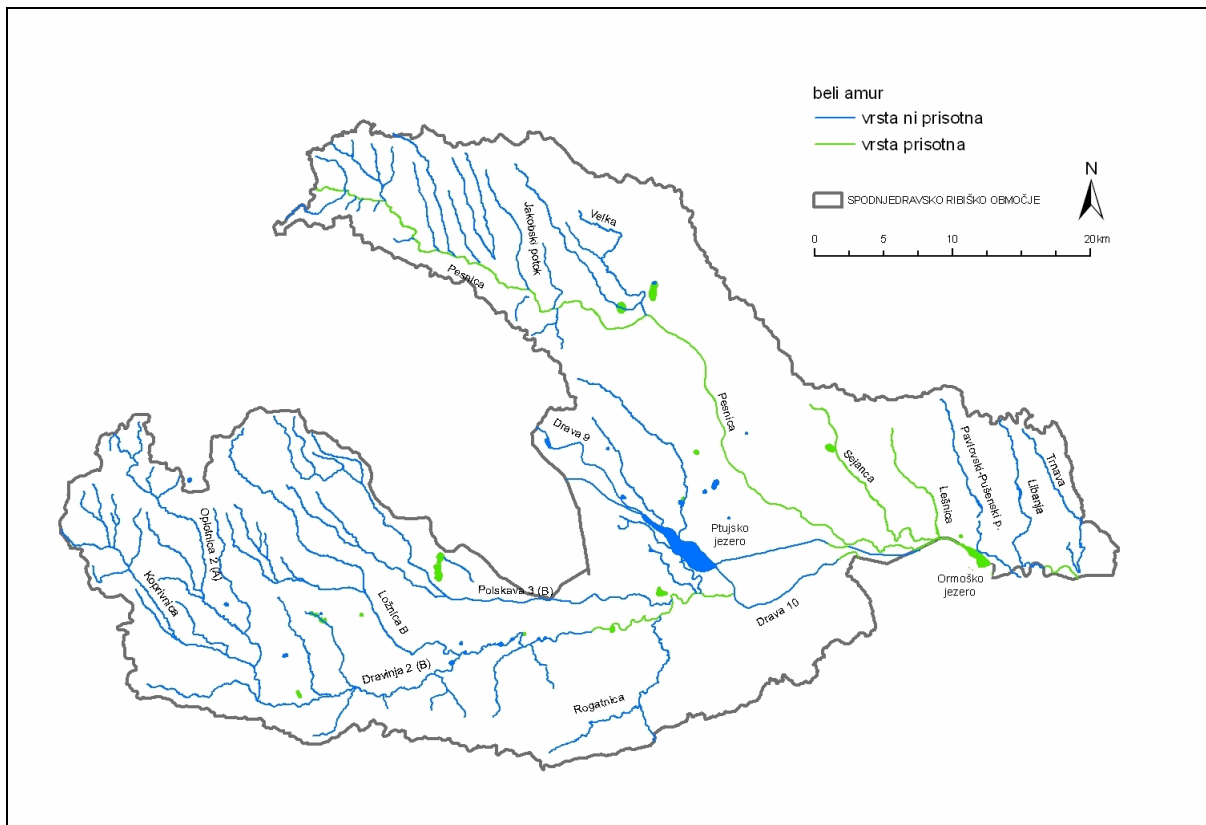 beli amur
vrsta ni prisotna
vrsta prisotna
N
SPODNJEDRAVSKO RIBIŠKO OBMOČJE
0 5 10 20 km
Velka
Jakobski potok
Pesnica
Pesnica
Drava 9
Sejanca
Lešnica
Pavlovski-Pušenski P.
Libanja
Trnava
Ptujsko
jezero
Ormoško
jezero
Oplotnica 2 (A)
Koprivnica
Ložnica B
Polskava 3 (B)
Drava 10
Dravinja 2 (B)
Rogatnica